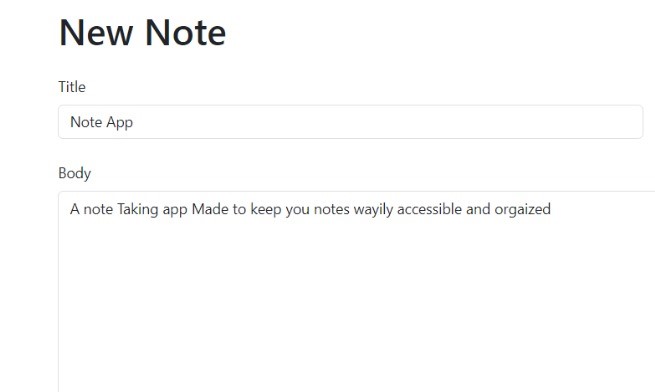 New Note
Title
Note App
Body
A note Taking app Made to keep you notes wayily accessible and orgaized